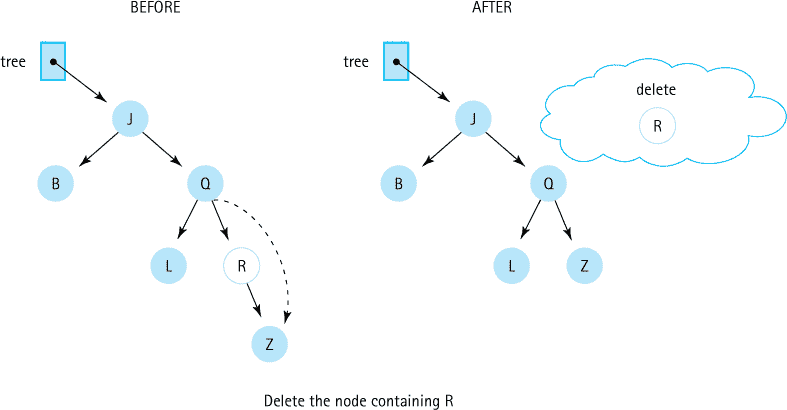 BEFORE
AFTER
tree
J
B
Q
L
R
Z
tree
J
B
Q
L
Z
delete
R
Delete the node containing R